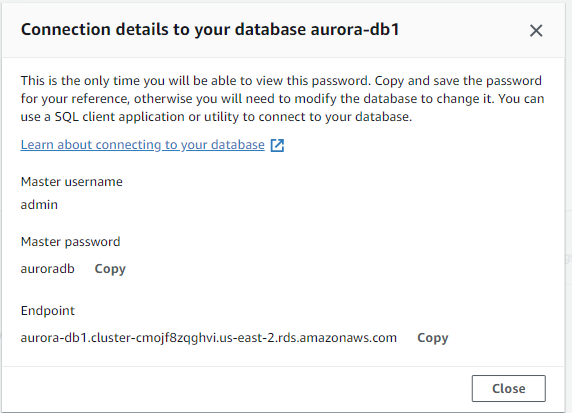 Connection details to your database aurora-db1
This is the only time you will be able to view this password. Copy and save the password
for your reference, otherwise you will need to modify the database to change it. You can
use a SQL client application or utility to connect to your database.
Learn about connecting to your database
Master username
admin
Master password
auroradb Copy
Endpoint
aurora-db1.cluster-cmojf8zqghvi.us-east-2.rds.amazonaws.com Copy
Close